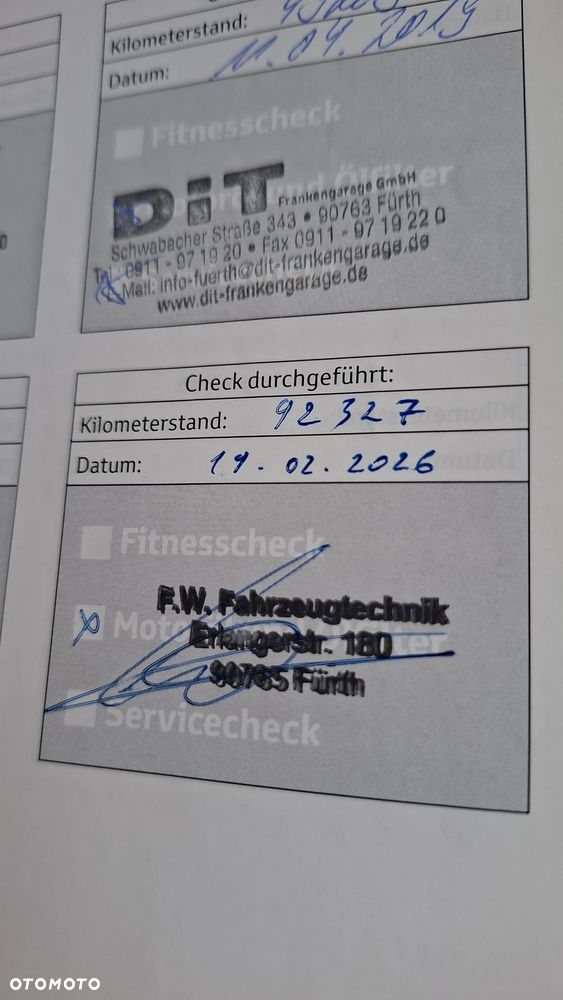 Kilometerstand:
Datum: 11.04.2019
Fitnesscheck
DiT
Frankengarage GmbH
Schwabacher Straße 343 • 90763 Fürth
Tel. 0911 - 97 19 20 • Fax 0911 - 97 19 22 0
Mail: info-fuerth@dit-frankengarage.de
www.dit-frankengarage.de
Check durchgeführt:
Kilometerstand: 92 327
Datum: 19.02.2026
Fitnesscheck
F.W. Fahrzeugtechnik
Erlangerstr. 180
90765 Fürth
Servicecheck
OTOMOTO